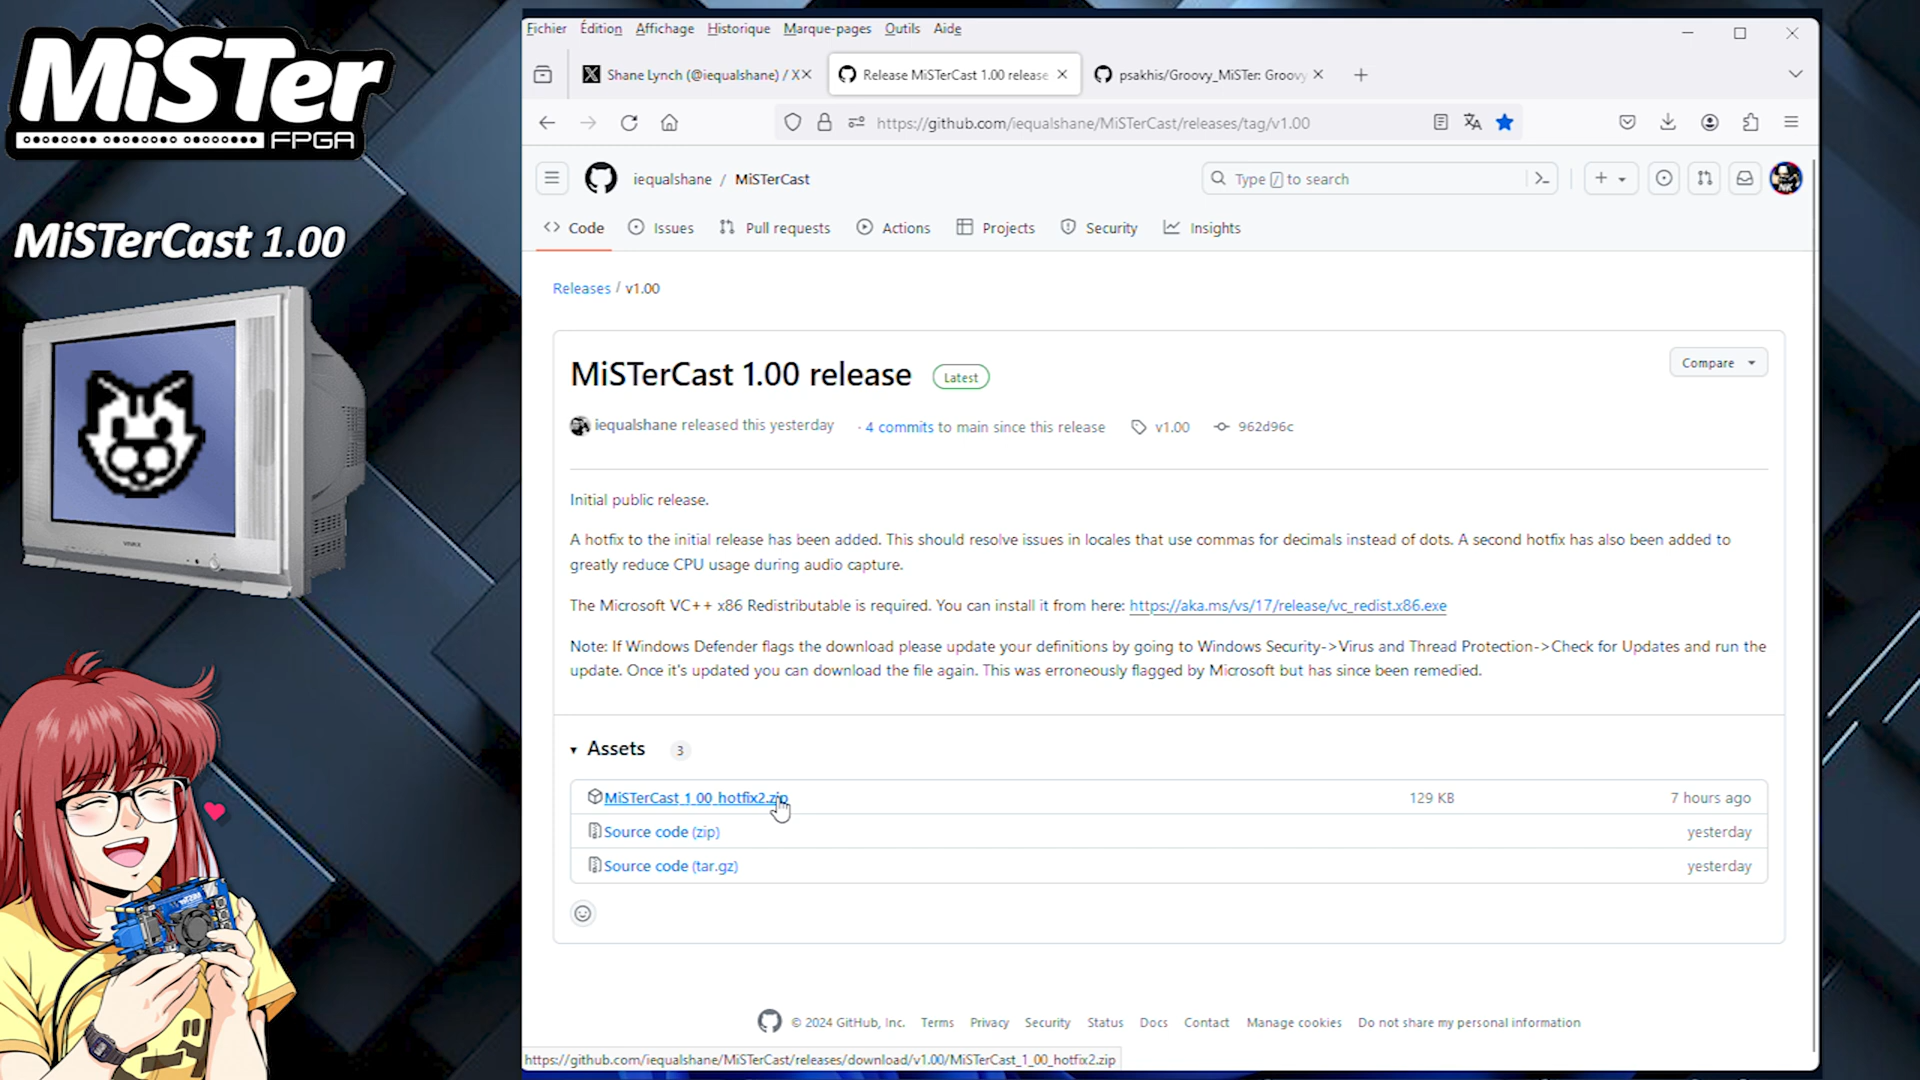 MiSTer
FPGA
MiSTerCast 1.00
Fichier Édition Affichage Historique Marque-pages Outils Aide
Shane Lynch (@iequalshane) / X
Release MiSTerCast 1.00 release
psakhis/Groovy_MiSTer: Groovy
https://github.com/iequalshane/MiSTerCast/releases/tag/v1.00
iequalshane / MiSTerCast
Type / to search
Code Issues Pull requests Actions Projects Security Insights
Releases / v1.00
MiSTerCast 1.00 release Latest
Compare
iequalshane released this yesterday · 4 commits to main since this release v1.00 962d96c
Initial public release.
A hotfix to the initial release has been added. This should resolve issues in locales that use commas for decimals instead of dots. A second hotfix has also been added to
greatly reduce CPU usage during audio capture.
The Microsoft VC++ x86 Redistributable is required. You can install it from here: https://aka.ms/vs/17/release/vc_redist.x86.exe
Note: If Windows Defender flags the download please update your definitions by going to Windows Security->Virus and Thread Protection->Check for Updates and run the
update. Once it's updated you can download the file again. This was erroneously flagged by Microsoft but has since been remedied.
Assets 3
MiSTerCast_1_00_hotfix2.zip 129 KB 7 hours ago
Source code (zip) yesterday
Source code (tar.gz) yesterday
© 2024 GitHub, Inc. Terms Privacy Security Status Docs Contact Manage cookies Do not share my personal information
https://github.com/iequalshane/MiSTerCast/releases/download/v1.00/MiSTerCast_1_00_hotfix2.zip